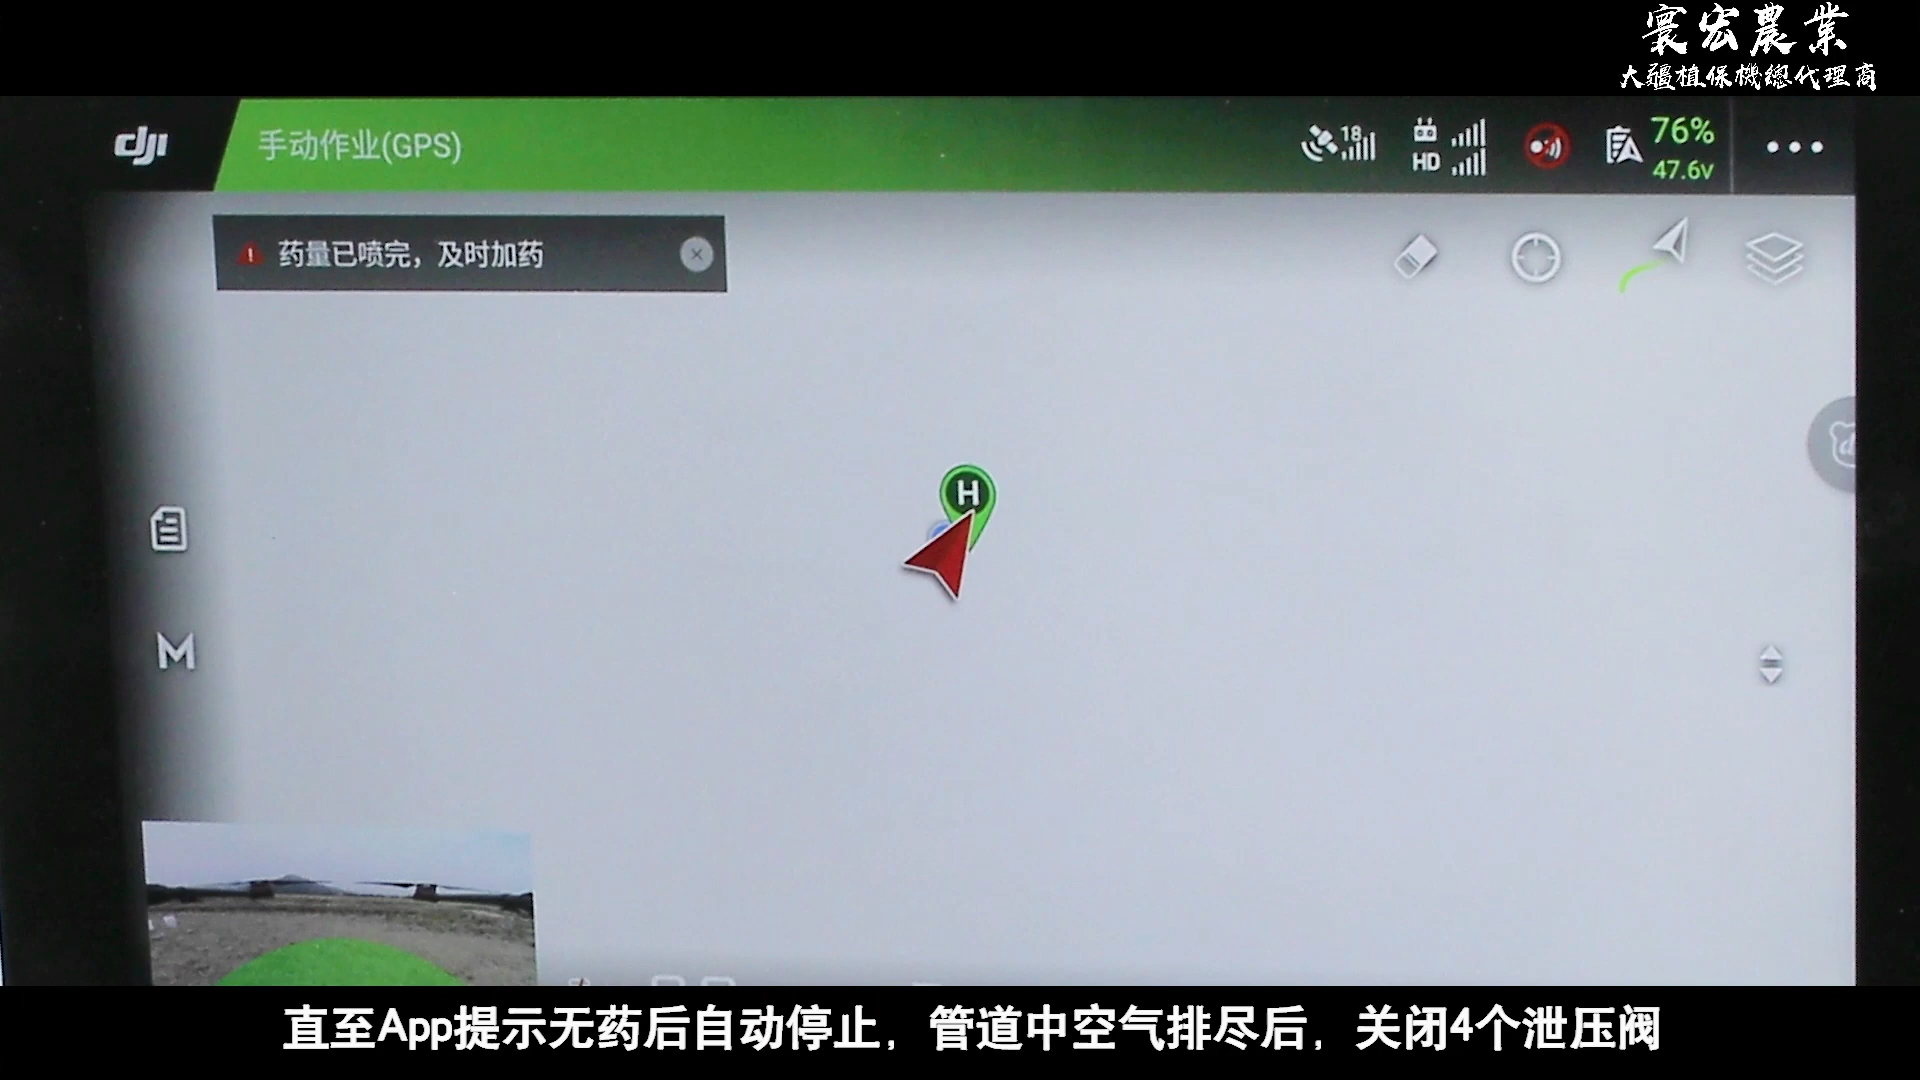 寰宏農業
大疆植保機總代理商
dji
手动作业(GPS)
18
HD
76%
47.6v
药量已喷完，及时加药
H
M
直至App提示无药后自动停止，管道中空气排尽后，关闭4个泄压阀